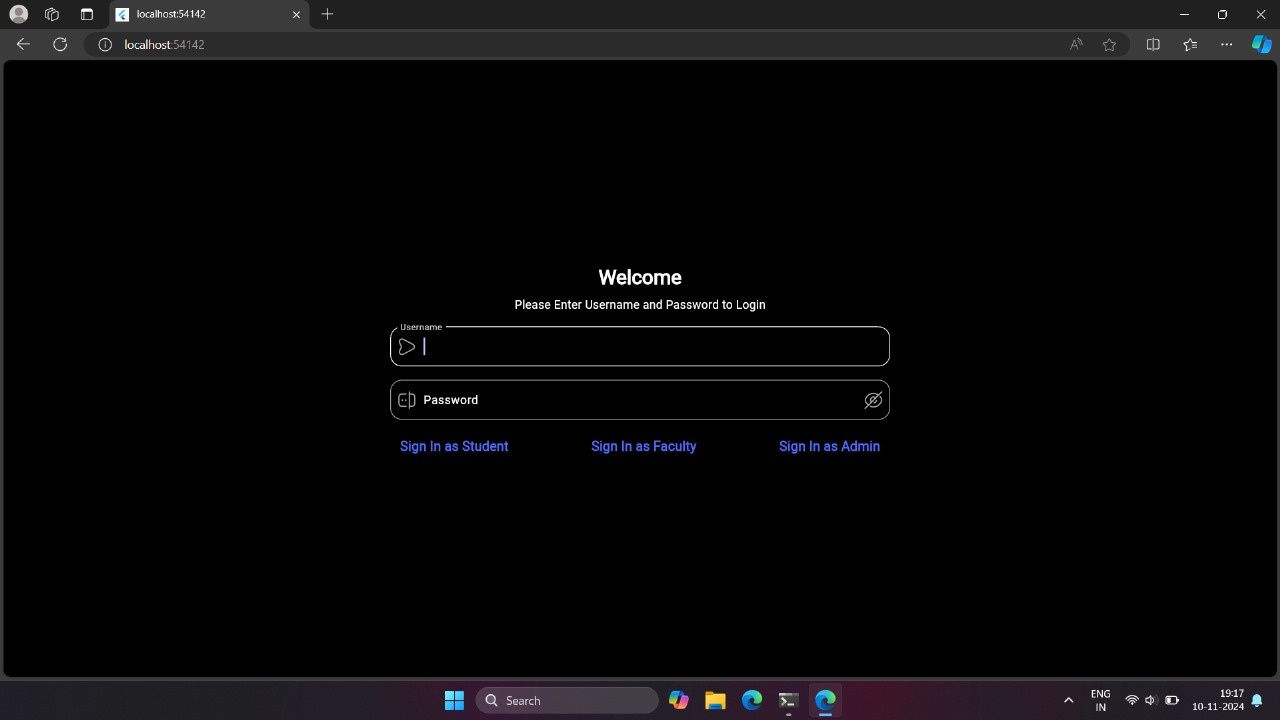 localhost:54142
localhost:54142
Welcome
Please Enter Username and Password to Login
Username
Password
Sign In as Student Sign In as Faculty Sign In as Admin
Search
ENG
IN
19:17
10-11-2024